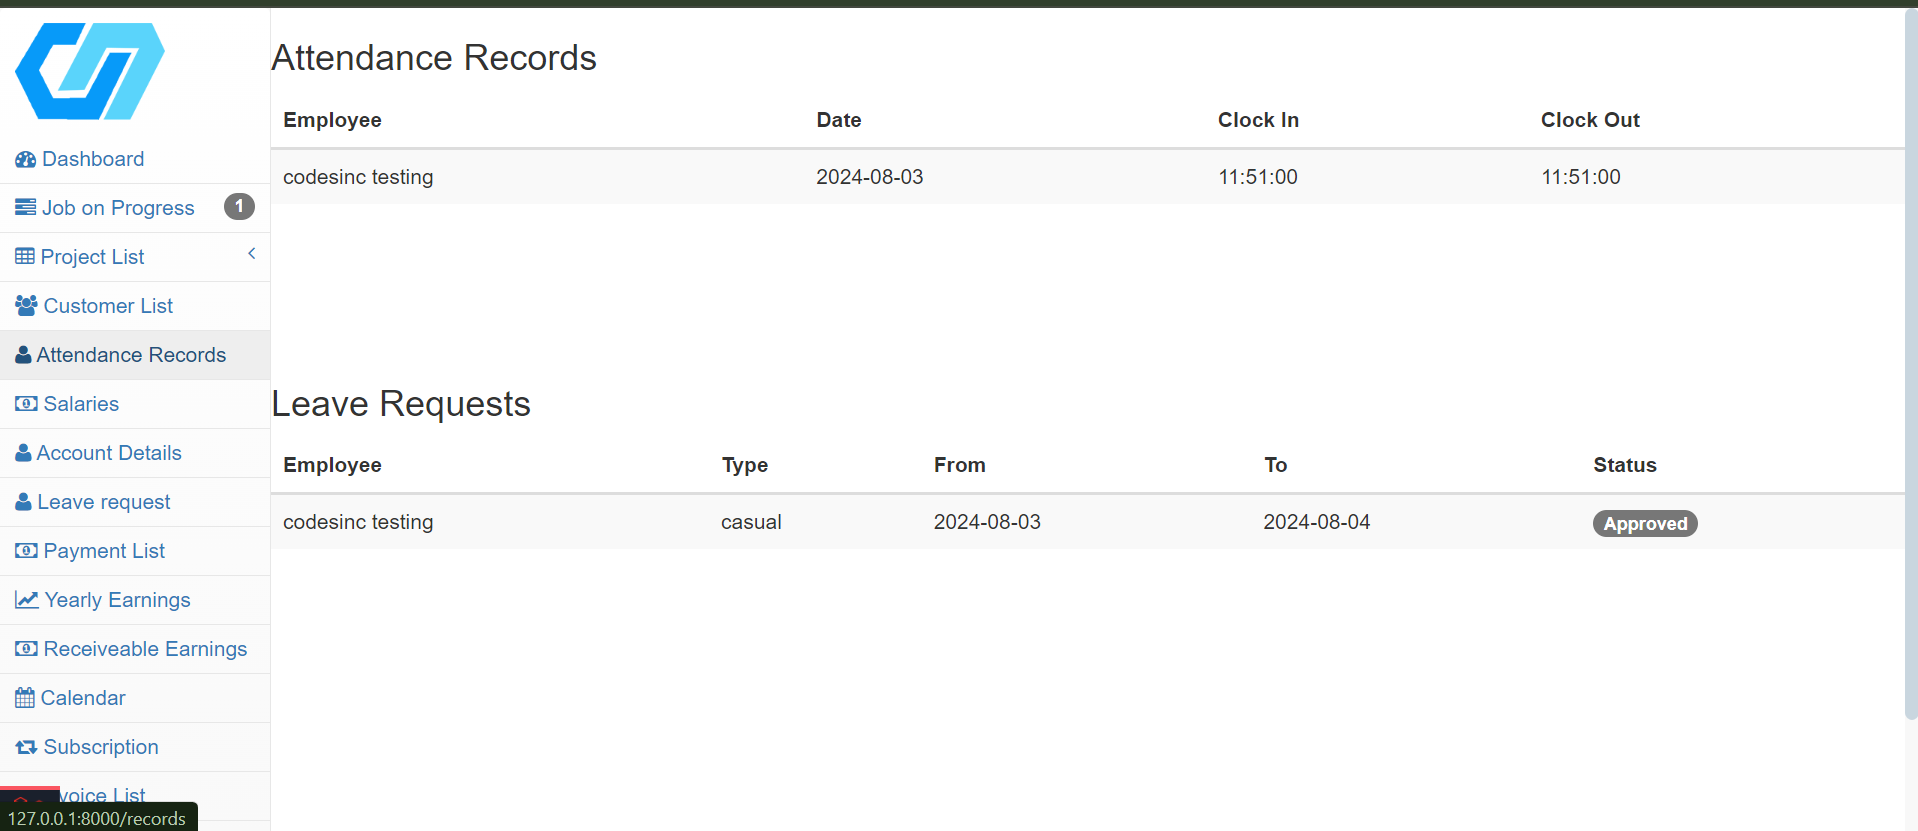 Dashboard
Job on Progress 1
Project List
Customer List
Attendance Records
Salaries
Account Details
Leave request
Payment List
Yearly Earnings
Receiveable Earnings
Calendar
Subscription
List
127.0.0.1:8000/records
Attendance Records
Employee Date Clock In Clock Out
codesinc testing 2024-08-03 11:51:00 11:51:00
Leave Requests
Employee Type From To Status
codesinc testing casual 2024-08-03 2024-08-04 Approved